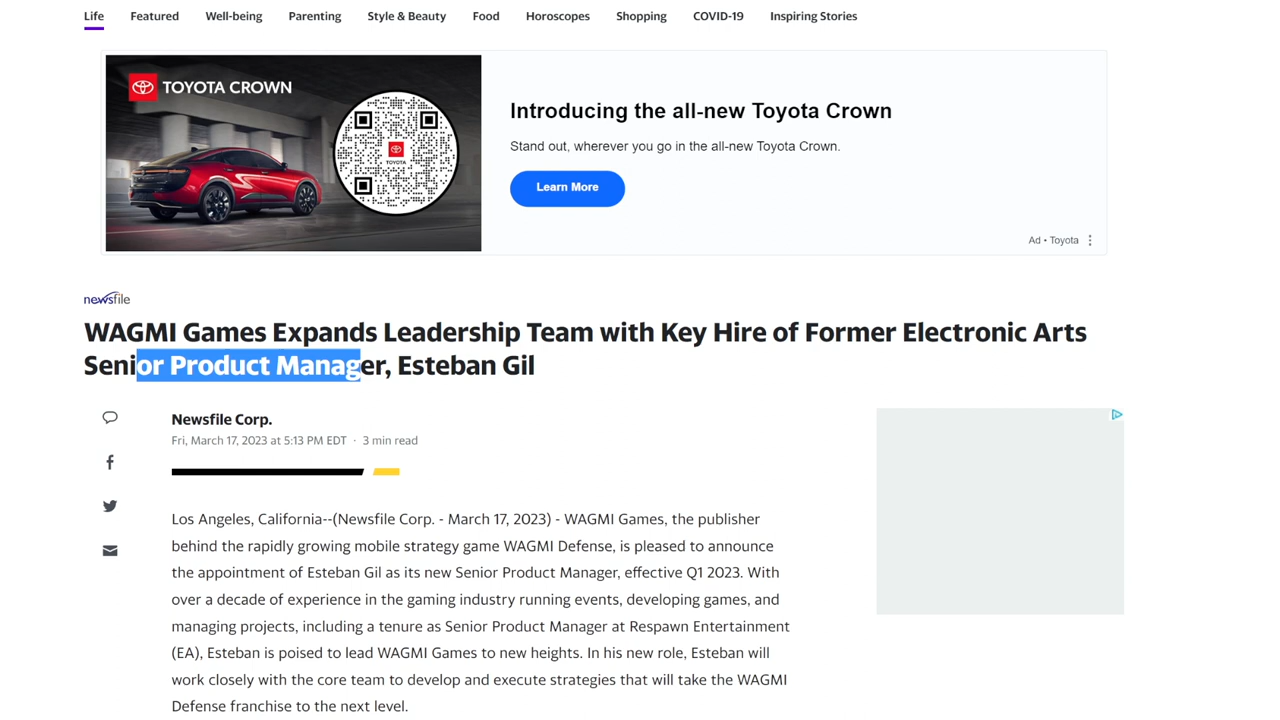 Life Featured Well-being Parenting Style & Beauty Food Horoscopes Shopping COVID-19 Inspiring Stories
TOYOTA CROWN
TOYOTA
Introducing the all-new Toyota Crown
Stand out, wherever you go in the all-new Toyota Crown.
Learn More
Ad • Toyota
newsfile
WAGMI Games Expands Leadership Team with Key Hire of Former Electronic Arts
Senior Product Manager, Esteban Gil
Newsfile Corp.
Fri, March 17, 2023 at 5:13 PM EDT · 3 min read
Los Angeles, California--(Newsfile Corp. - March 17, 2023) - WAGMI Games, the publisher
behind the rapidly growing mobile strategy game WAGMI Defense, is pleased to announce
the appointment of Esteban Gil as its new Senior Product Manager, effective Q1 2023. With
over a decade of experience in the gaming industry running events, developing games, and
managing projects, including a tenure as Senior Product Manager at Respawn Entertainment
(EA), Esteban is poised to lead WAGMI Games to new heights. In his new role, Esteban will
work closely with the core team to develop and execute strategies that will take the WAGMI
Defense franchise to the next level.